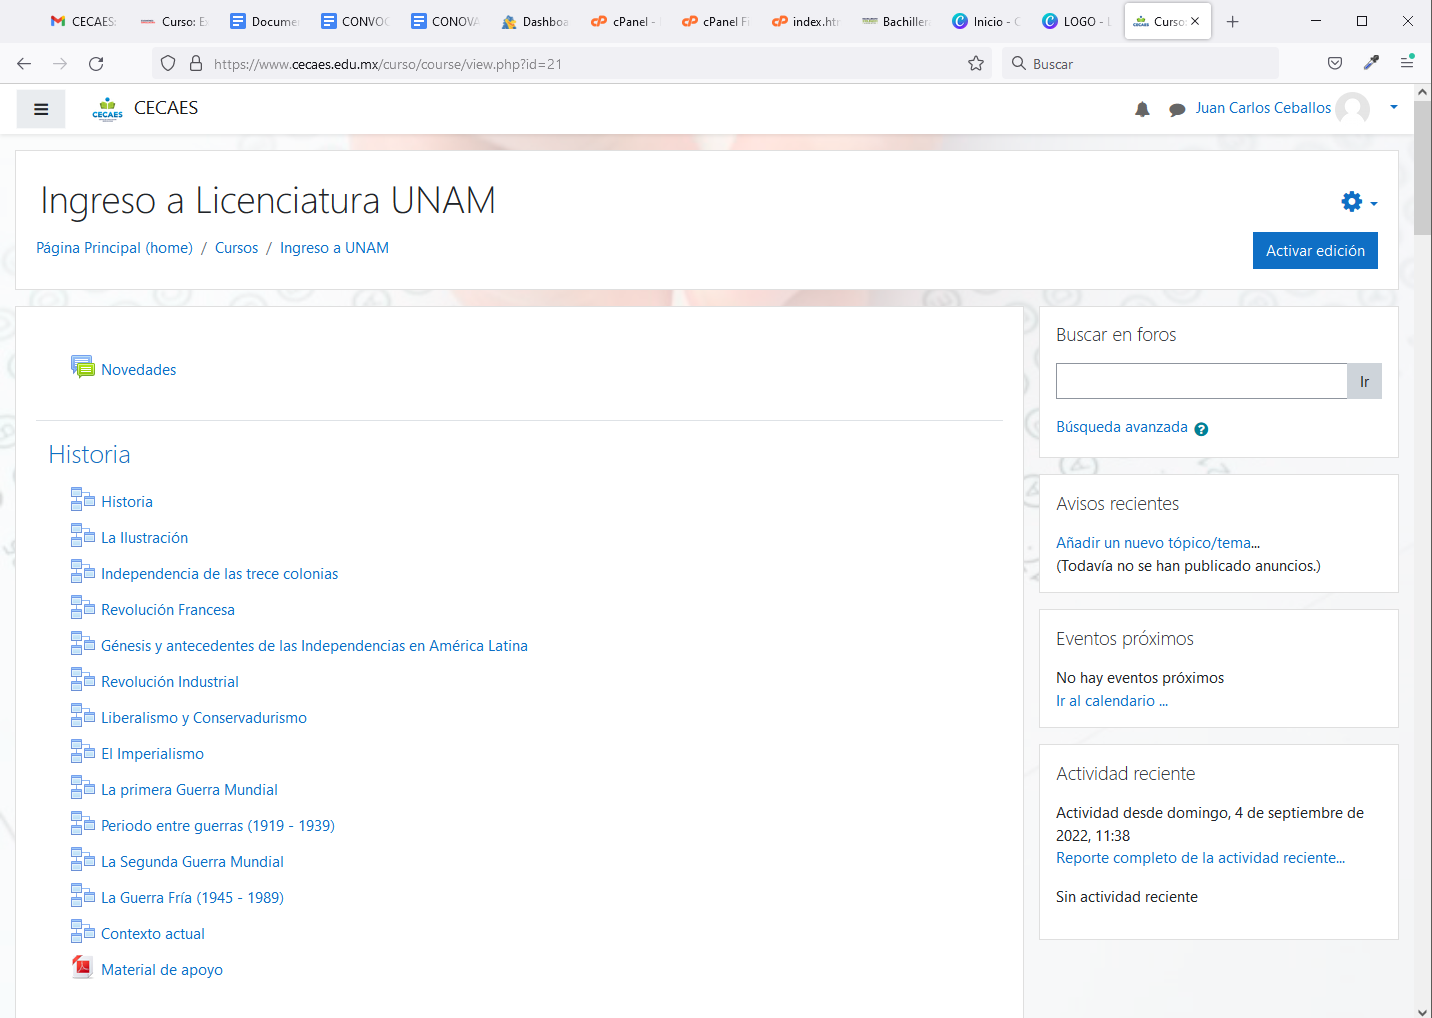 CECAES:
Curso: E
Docume
CONVOC
CONOVA
Dashboa
cPanel -
cPanel Fi
index.htm
Bachiller
Inicio - C
LOGO - L
Curso:
https://www.cecaes.edu.mx/curso/course/view.php?id=21
Buscar
CECAES
CECAES
Juan Carlos Ceballos
Ingreso a Licenciatura UNAM
Página Principal (home) / Cursos / Ingreso a UNAM
Activar edición
Novedades
Historia
Historia
La Ilustración
Independencia de las trece colonias
Revolución Francesa
Génesis y antecedentes de las Independencias en América Latina
Revolución Industrial
Liberalismo y Conservadurismo
El Imperialismo
La primera Guerra Mundial
Periodo entre guerras (1919 - 1939)
La Segunda Guerra Mundial
La Guerra Fría (1945 - 1989)
Contexto actual
Material de apoyo
Buscar en foros
Ir
Búsqueda avanzada
Avisos recientes
Añadir un nuevo tópico/tema...
(Todavía no se han publicado anuncios.)
Eventos próximos
No hay eventos próximos
Ir al calendario ...
Actividad reciente
Actividad desde domingo, 4 de septiembre de
2022, 11:38
Reporte completo de la actividad reciente...
Sin actividad reciente